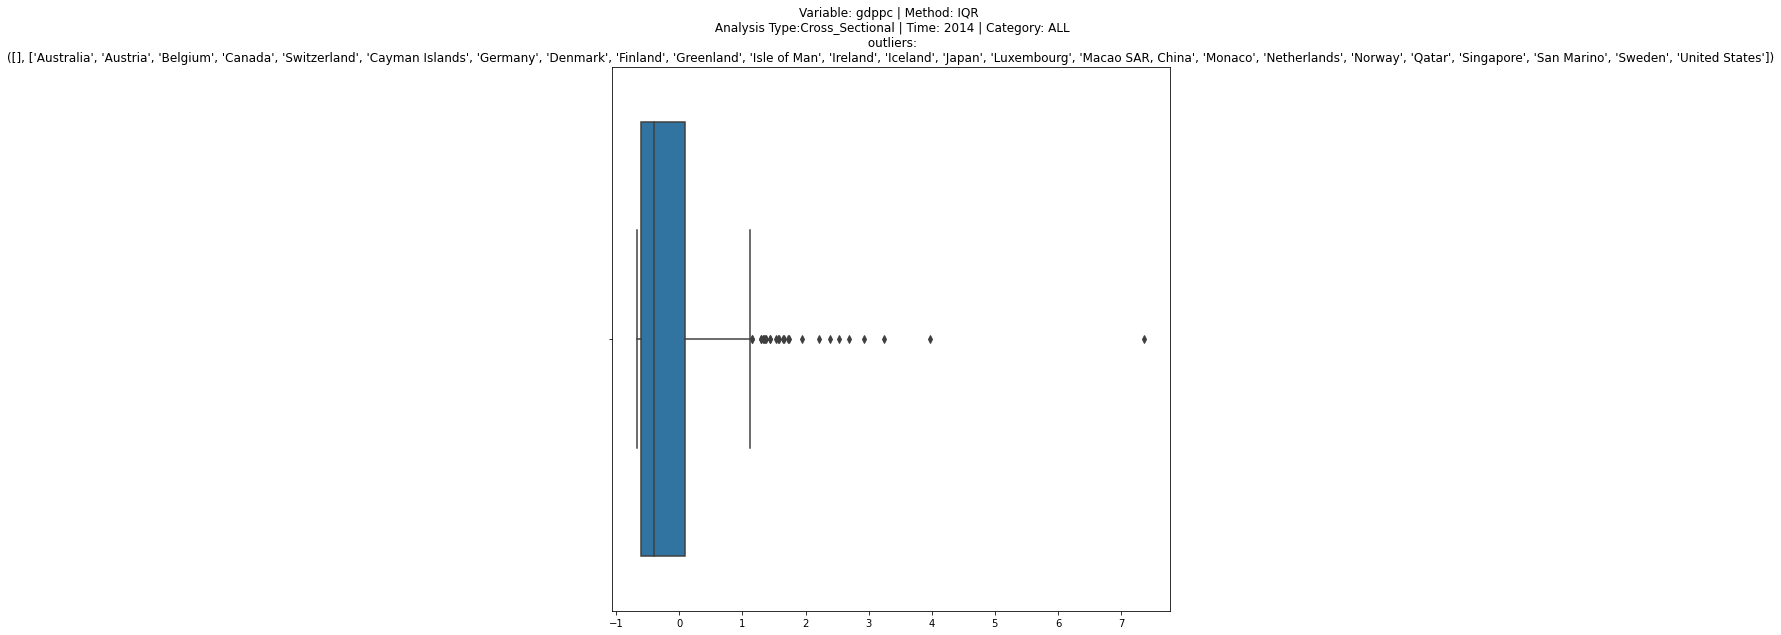 Variable: gdppc | Method: IQR
Analysis Type:Cross_Sectional | Time: 2014 | Category: ALL
outliers:
([], ['Australia', 'Austria', 'Belgium', 'Canada', 'Switzerland', 'Cayman Islands', 'Germany', 'Denmark', 'Finland', 'Greenland', 'Isle of Man', 'Ireland', 'Iceland', 'Japan', 'Luxembourg', 'Macao SAR, China', 'Monaco', 'Netherlands', 'Norway', 'Qatar', 'Singapore', 'San Marino', 'Sweden', 'United States'])
−1 0 1 2 3 4 5 6 7